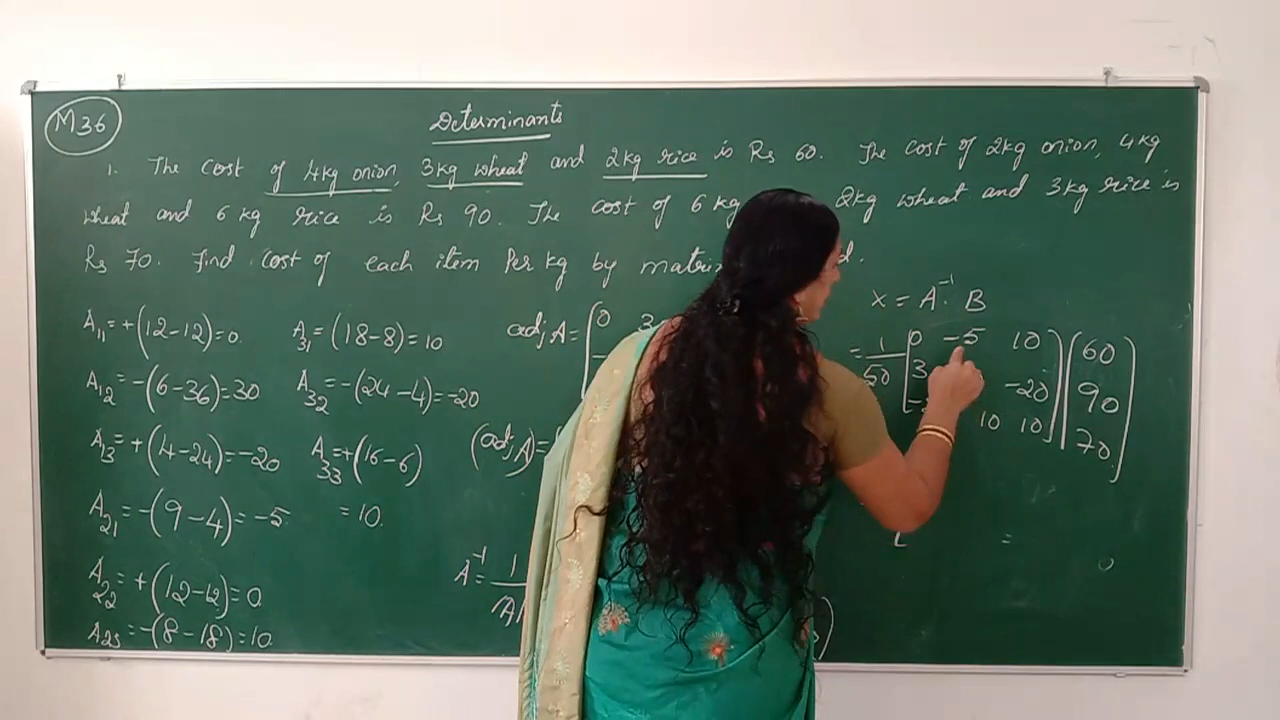 M36
Determinants
1. The cost of 4kg onion, 3kg wheat and 2kg rice is Rs 60. The cost of 2kg onion, 4kg
wheat and 6 kg rice is Rs 90. The cost of 6 kg 2kg wheat and 3kg rice is
Rs 70. Find cost of each item Per kg by
A11 = +(12-12)=0.
A12 = -(6-36)=30
A13 = +(4-24)=-20
A21 = -(9-4)=-5.
A22 = +(12-12)=0.
A23 = -(8-18)=10.
A31 = (18-8)=10
A32 = -(24-4)=-20
A33 = +(16-6)
=10.
adj A = 0 3
(adj A)=
A⁻¹ = 1
X = A⁻¹. B
= 1/50
0 -5 10
3 -20
10 10
60
90
70
=
0